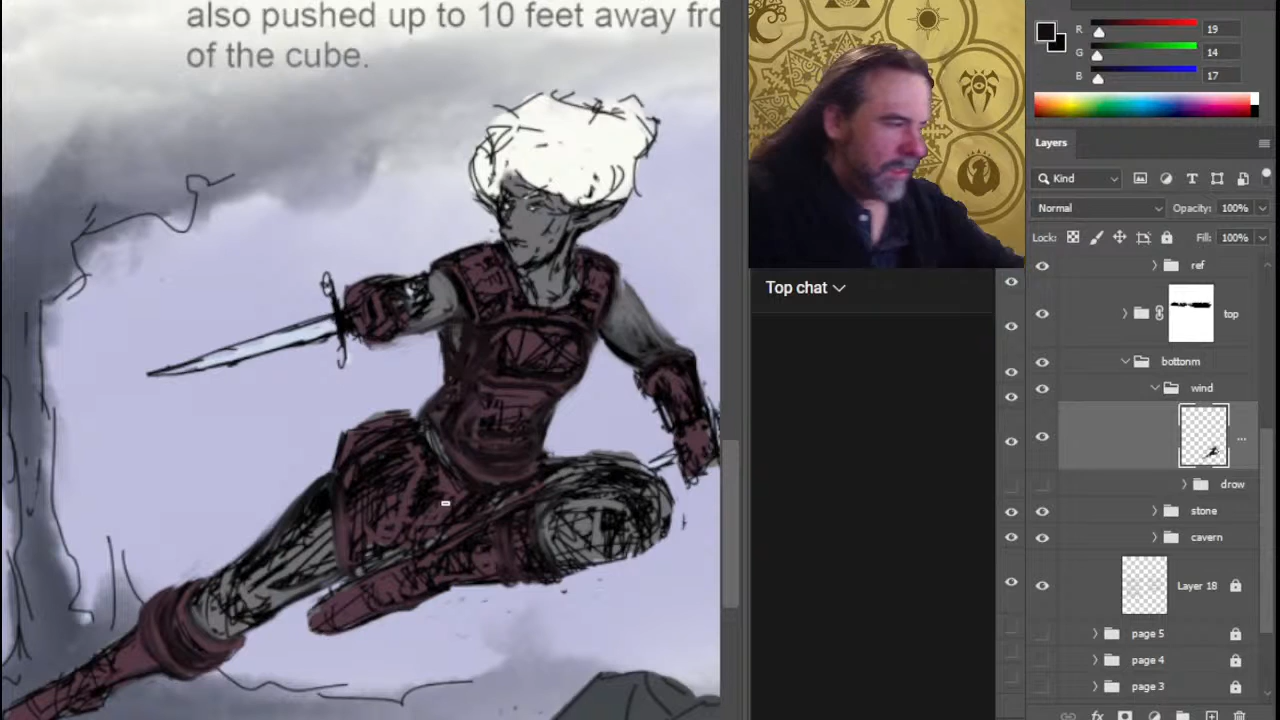 also pushed up to 10 feet away fro
of the cube.
Top chat
R 19
G 14
B 17
Layers
Kind
Normal Opacity: 100%
Lock: Fill: 100%
ref
top
bottonm
wind
...
drow
stone
cavern
Layer 18
page 5
page 4
page 3
fx